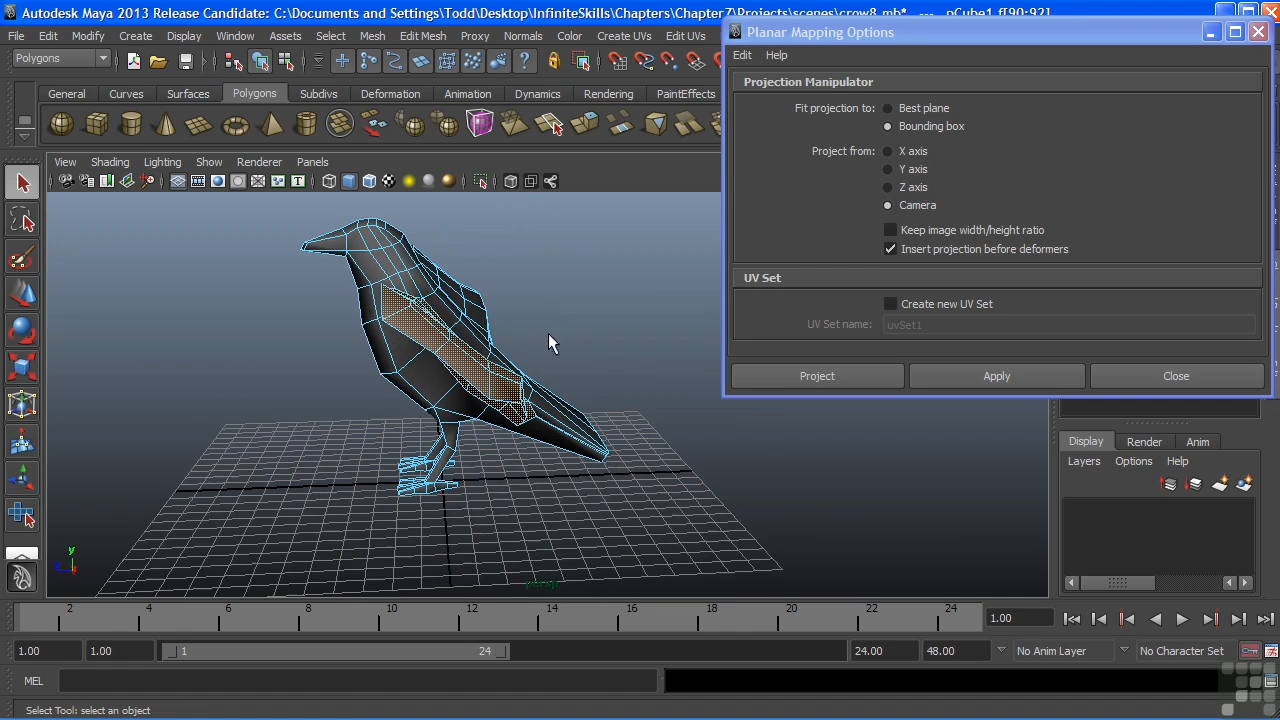 Autodesk Maya 2013 Release Candidate: C:\Documents and Settings\Todd\Desktop\InfiniteSkills\Chapters\Chapter7\Projects\scenes\crow8.mb* --- pCube1.f[90:92]
File Edit Modify Create Display Window Assets Select Mesh Edit Mesh Proxy Normals Color Create UVs Edit UVs
Polygons
General Curves Surfaces Polygons Subdivs Deformation Animation Dynamics Rendering PaintEffects
View Shading Lighting Show Renderer Panels
Planar Mapping Options
Edit Help
Projection Manipulator
Fit projection to: Best plane
Bounding box
Project from: X axis
Y axis
Z axis
Camera
Keep image width/height ratio
Insert projection before deformers
UV Set
Create new UV Set
UV Set name: uvSet1
Project Apply Close
Display Render Anim
Layers Options Help
y
persp
2 4 6 8 10 12 14 16 18 20 22 24
1.00
1.00 1.00 1 24 24.00 48.00 No Anim Layer No Character Set
MEL
Select Tool: select an object